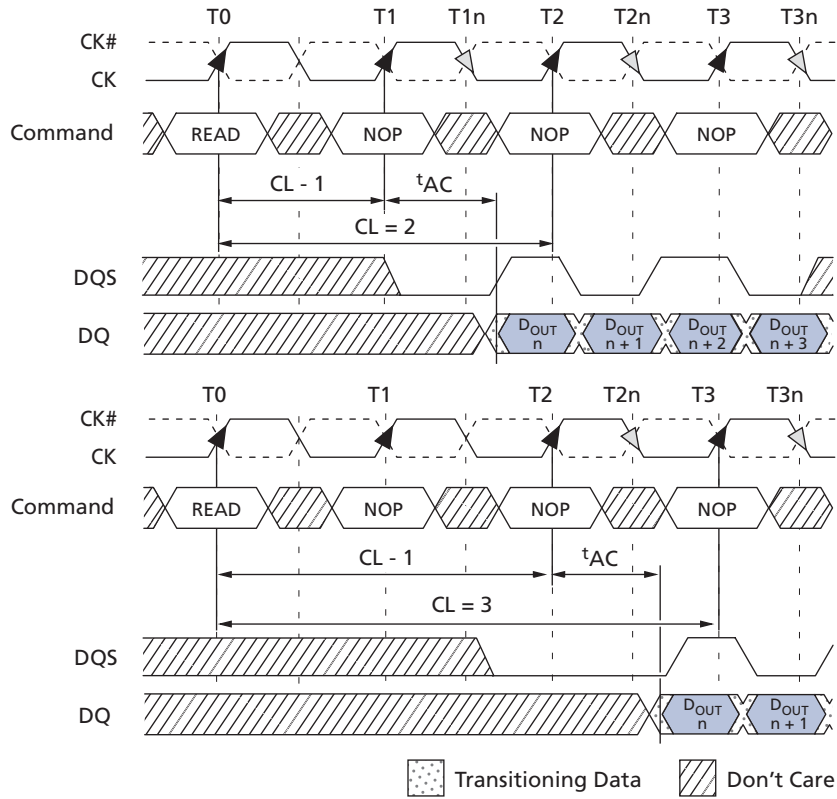 T0 T1 T1n T2 T2n T3 T3n
CK#
CK
Command READ NOP NOP NOP
CL - 1 tAC
CL = 2
DQS
DQ DOUT n DOUT n + 1 DOUT n + 2 DOUT n + 3
T0 T1 T2 T2n T3 T3n
CK#
CK
Command READ NOP NOP NOP
CL - 1 tAC
CL = 3
DQS
DQ DOUT n DOUT n + 1
Transitioning Data Don't Care